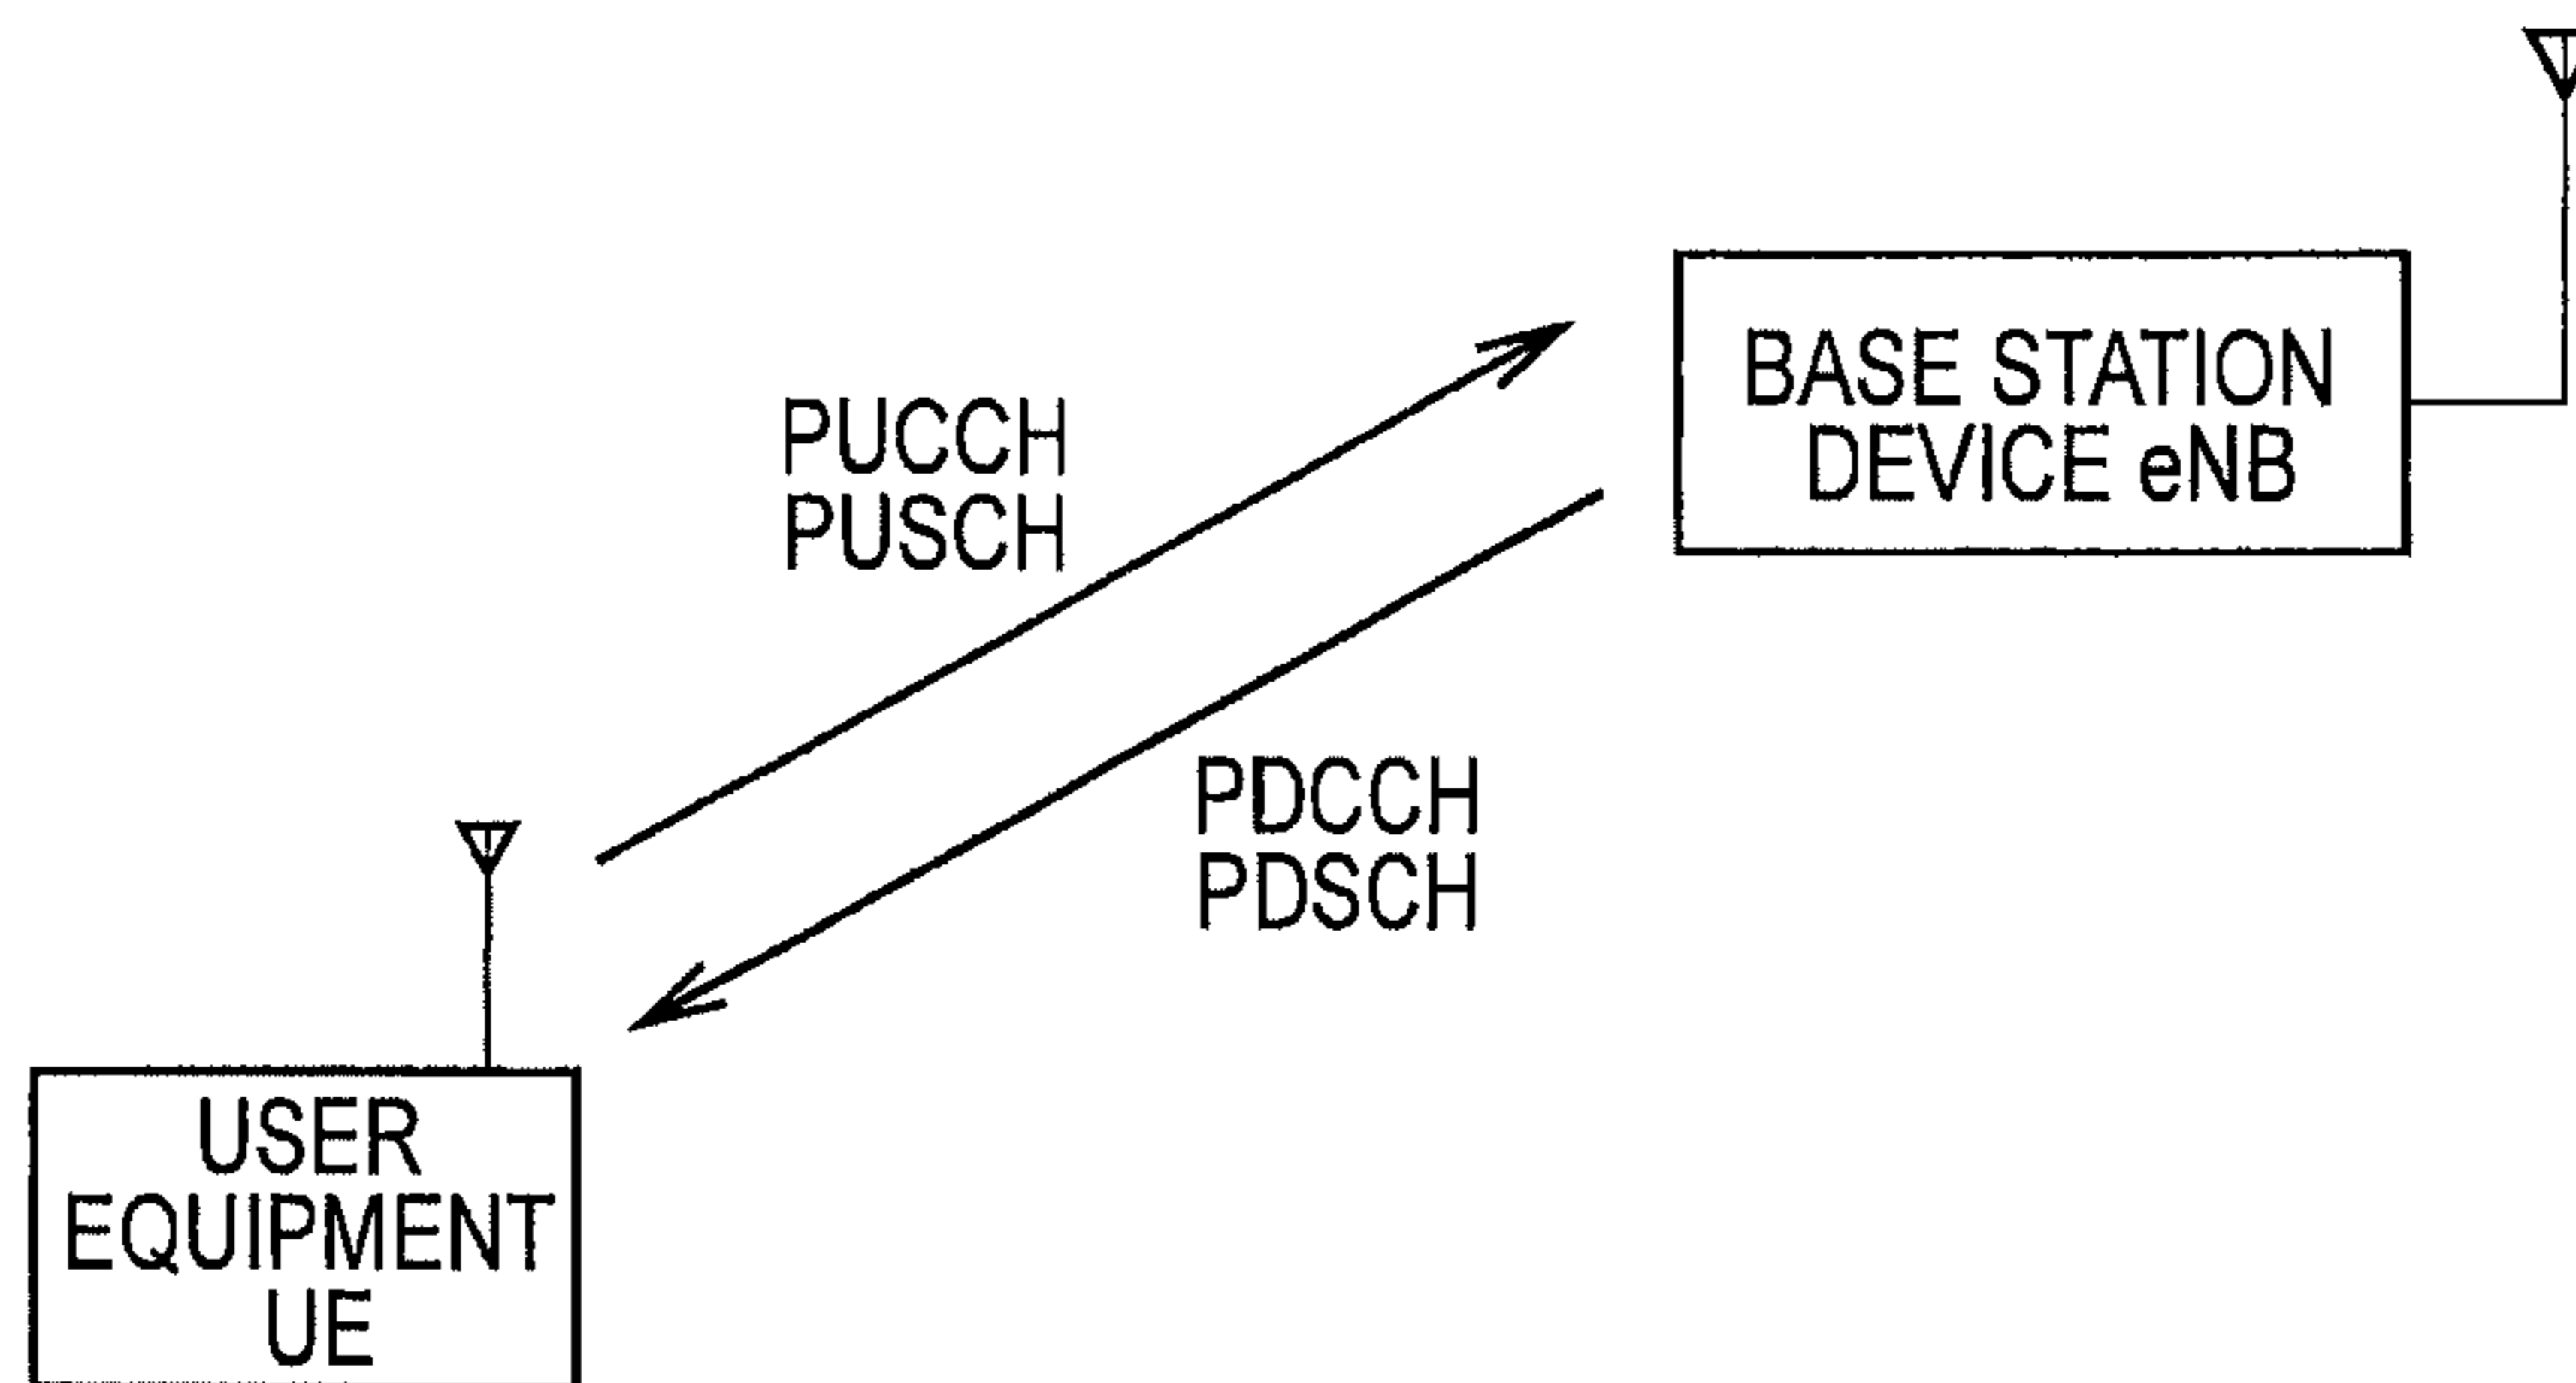 BASE STATION
DEVICE eNB
PUCCH
PUSCH
PDCCH
PDSCH
USER
EQUIPMENT
UE